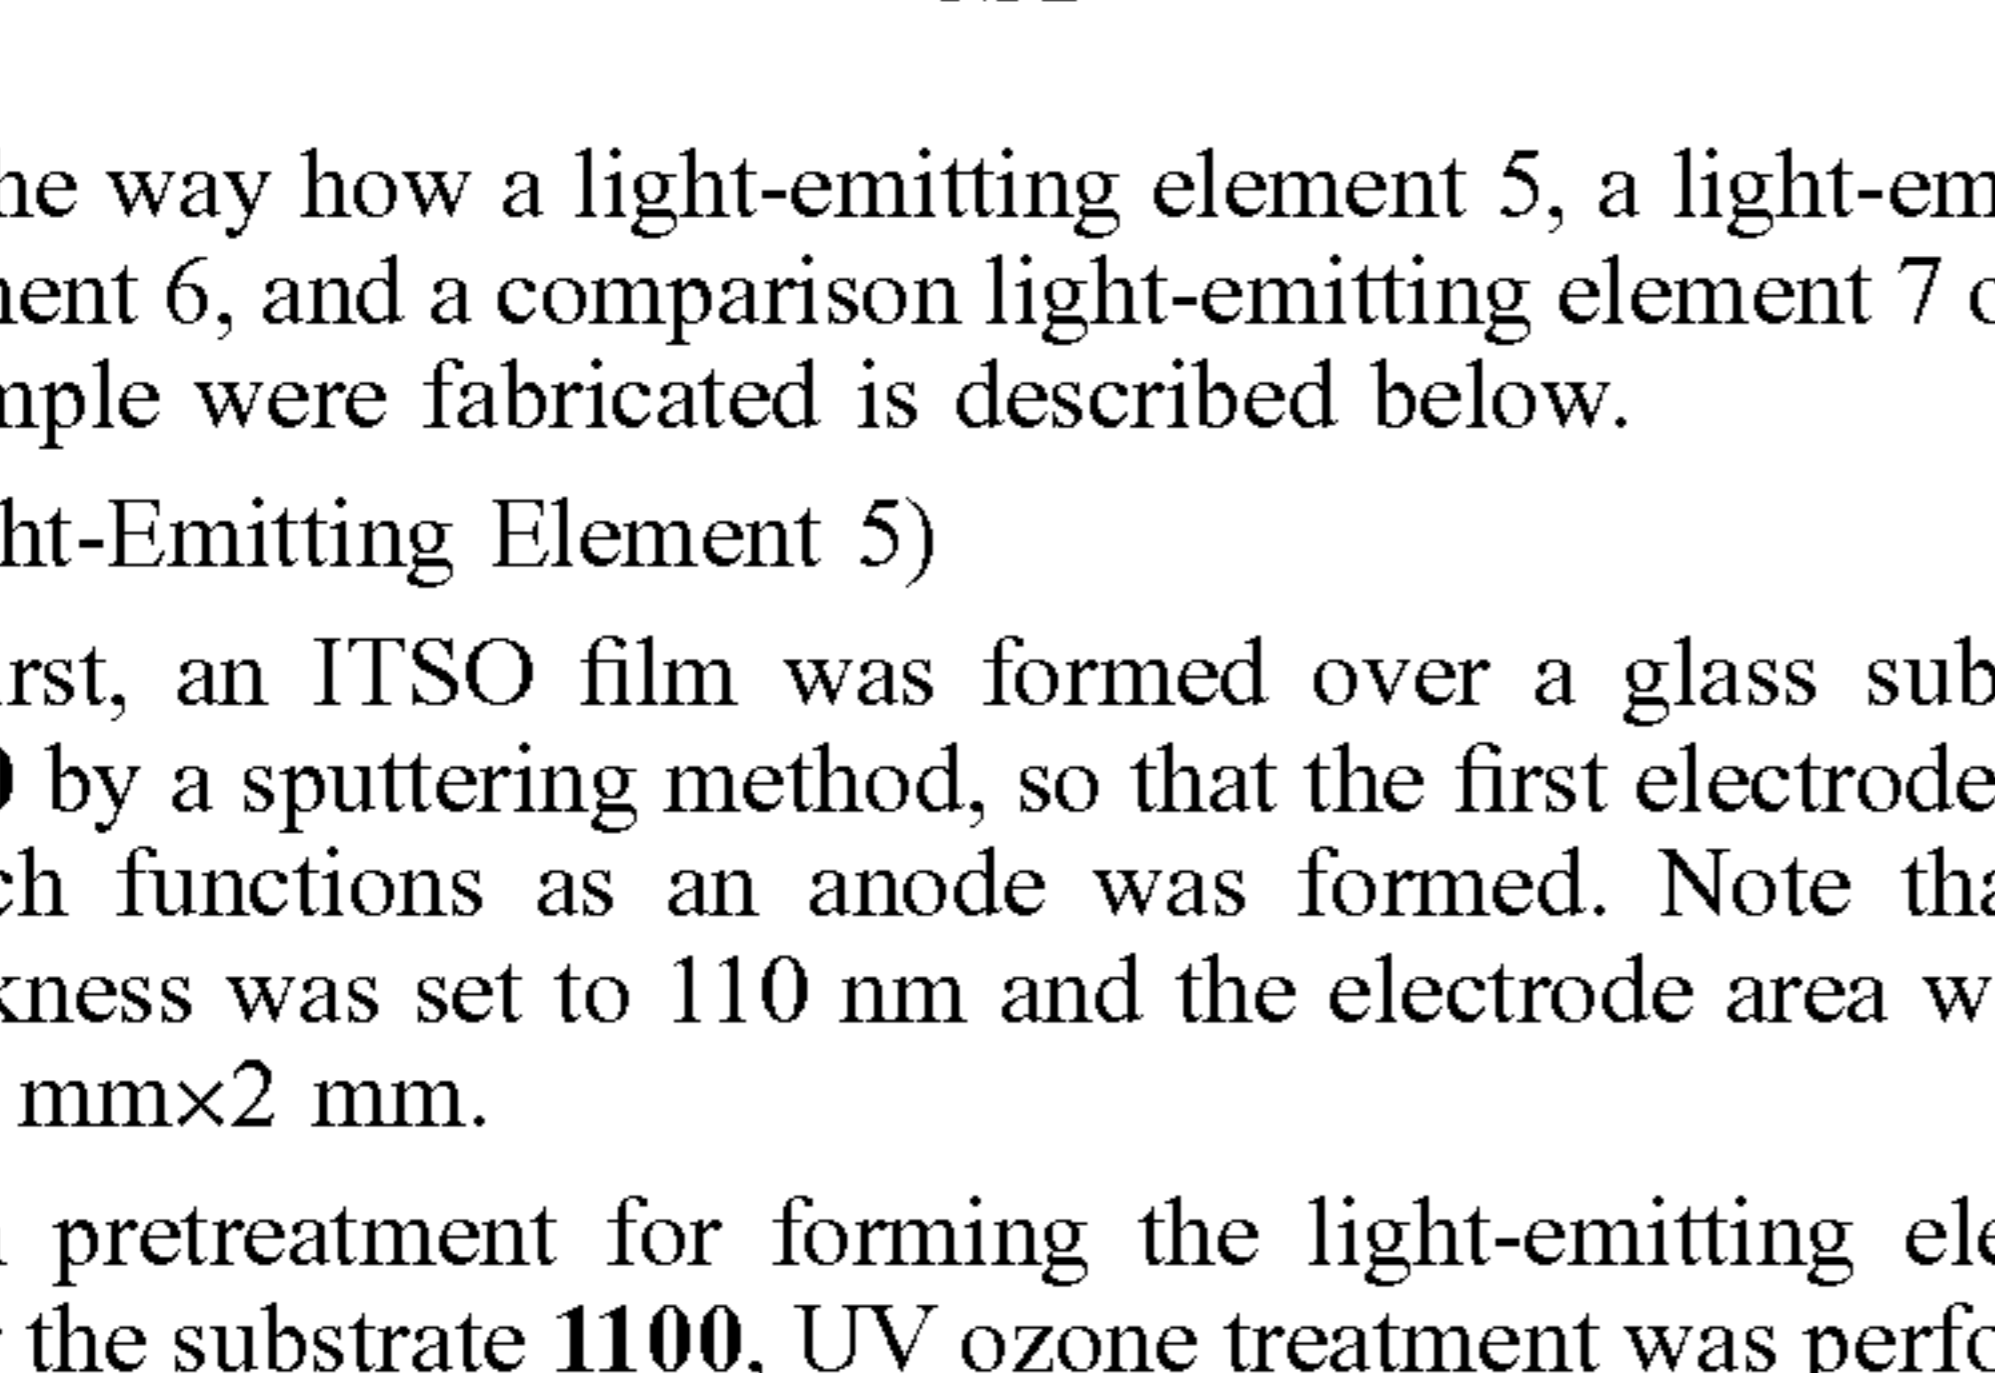 he way how a light-emitting element 5, a light-em
nent 6, and a comparison light-emitting element 7
mple were fabricated is described below.
ht-Emitting Element 5)
irst, an ITSO film was formed over a glass sub
by a sputtering method, so that the first electrode
ch functions as an anode was formed. Note tha
kness was set to 110 nm and the electrode area w
mm×2 mm.
pretreatment for forming the light-emitting ele
the substrate 1100, UV ozone treatment was perfo